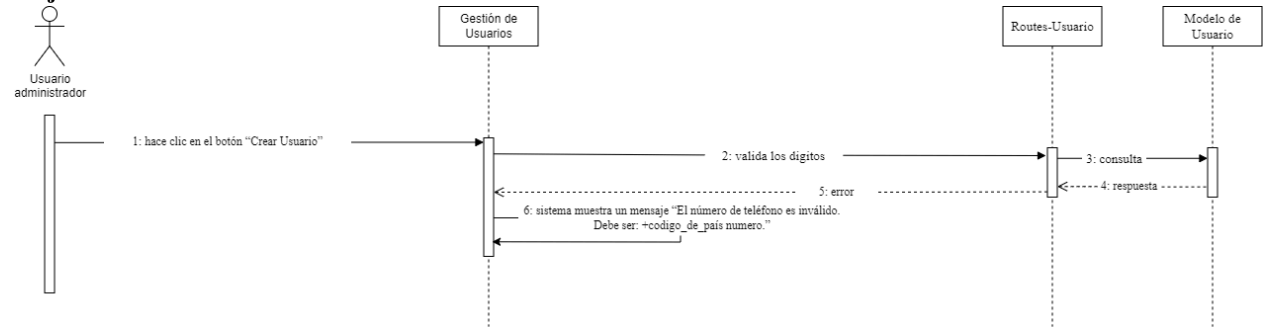 Gestión de
Usuarios
Routes-Usuario
Modelo de
Usuario
Usuario
administrador
1: hace clic en el botón “Crear Usuario”
2: valida los digitos
3: consulta
4: respuesta
5: error
6: sistema muestra un mensaje “El número de teléfono es inválido.
Debe ser: +codigo_de_país numero.”